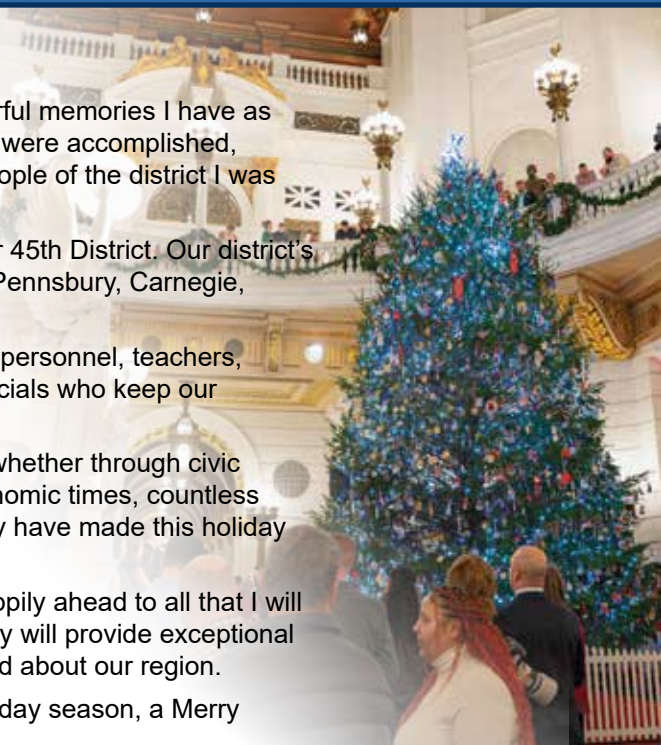 rful memories I have as
were accomplished,
ople of the district I was
r 45th District. Our district's
Pennsbury, Carnegie,
personnel, teachers,
cials who keep our
whether through civic
nomic times, countless
y have made this holiday
ppily ahead to all that I will
y will provide exceptional
d about our region.
day season, a Merry